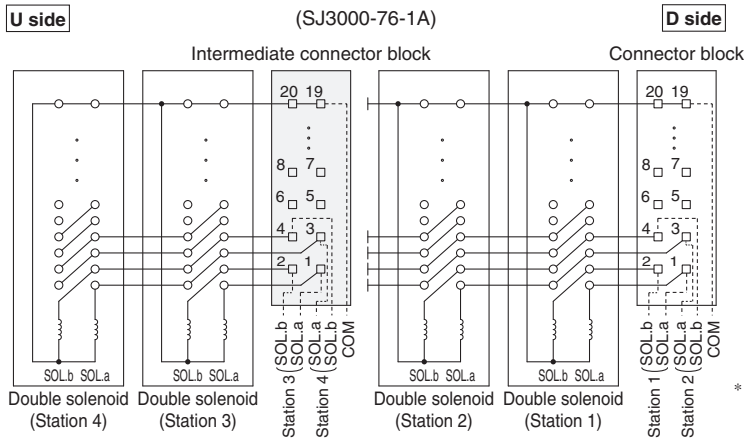 U side
(SJ3000-76-1A)
D side
Intermediate connector block
Connector block
20 19
20 19
8 7
8 7
6 5
6 5
4 3
4 3
2 1
2 1
SOL.b SOL.a
SOL.b SOL.a
Station 3 (SOL.b
SOL.a
Station 4 (SOL.a
SOL.b
COM
SOL.b SOL.a
SOL.b SOL.a
Station 1 (SOL.b
SOL.a
Station 2 (SOL.a
SOL.b
COM
Double solenoid
(Station 4)
Double solenoid
(Station 3)
Double solenoid
(Station 2)
Double solenoid
(Station 1)
*